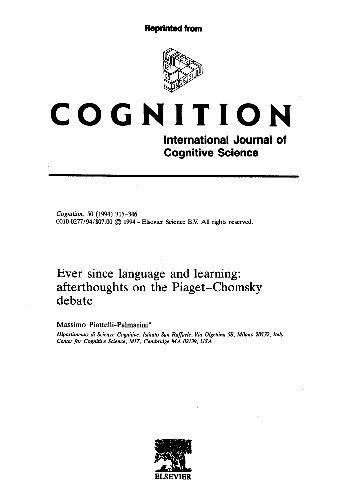 Reprinted from
COGNITION
International Journal of
Cognitive Science
Cognition, 50 (1994) 315-346
0010-0277/94/$07.00 © 1994 - Elsevier Science B.V. All rights reserved.
Ever since language and learning:
afterthoughts on the Piaget–Chomsky
debate
Massimo Piattelli-Palmarini*
Dipartimento di Scienze Cognitive, Istituto San Raffaele, Via Olgettina 58, Milano 20132, Italy
Center for Cognitive Science, MIT, Cambridge MA 02139, USA
ELSEVIER